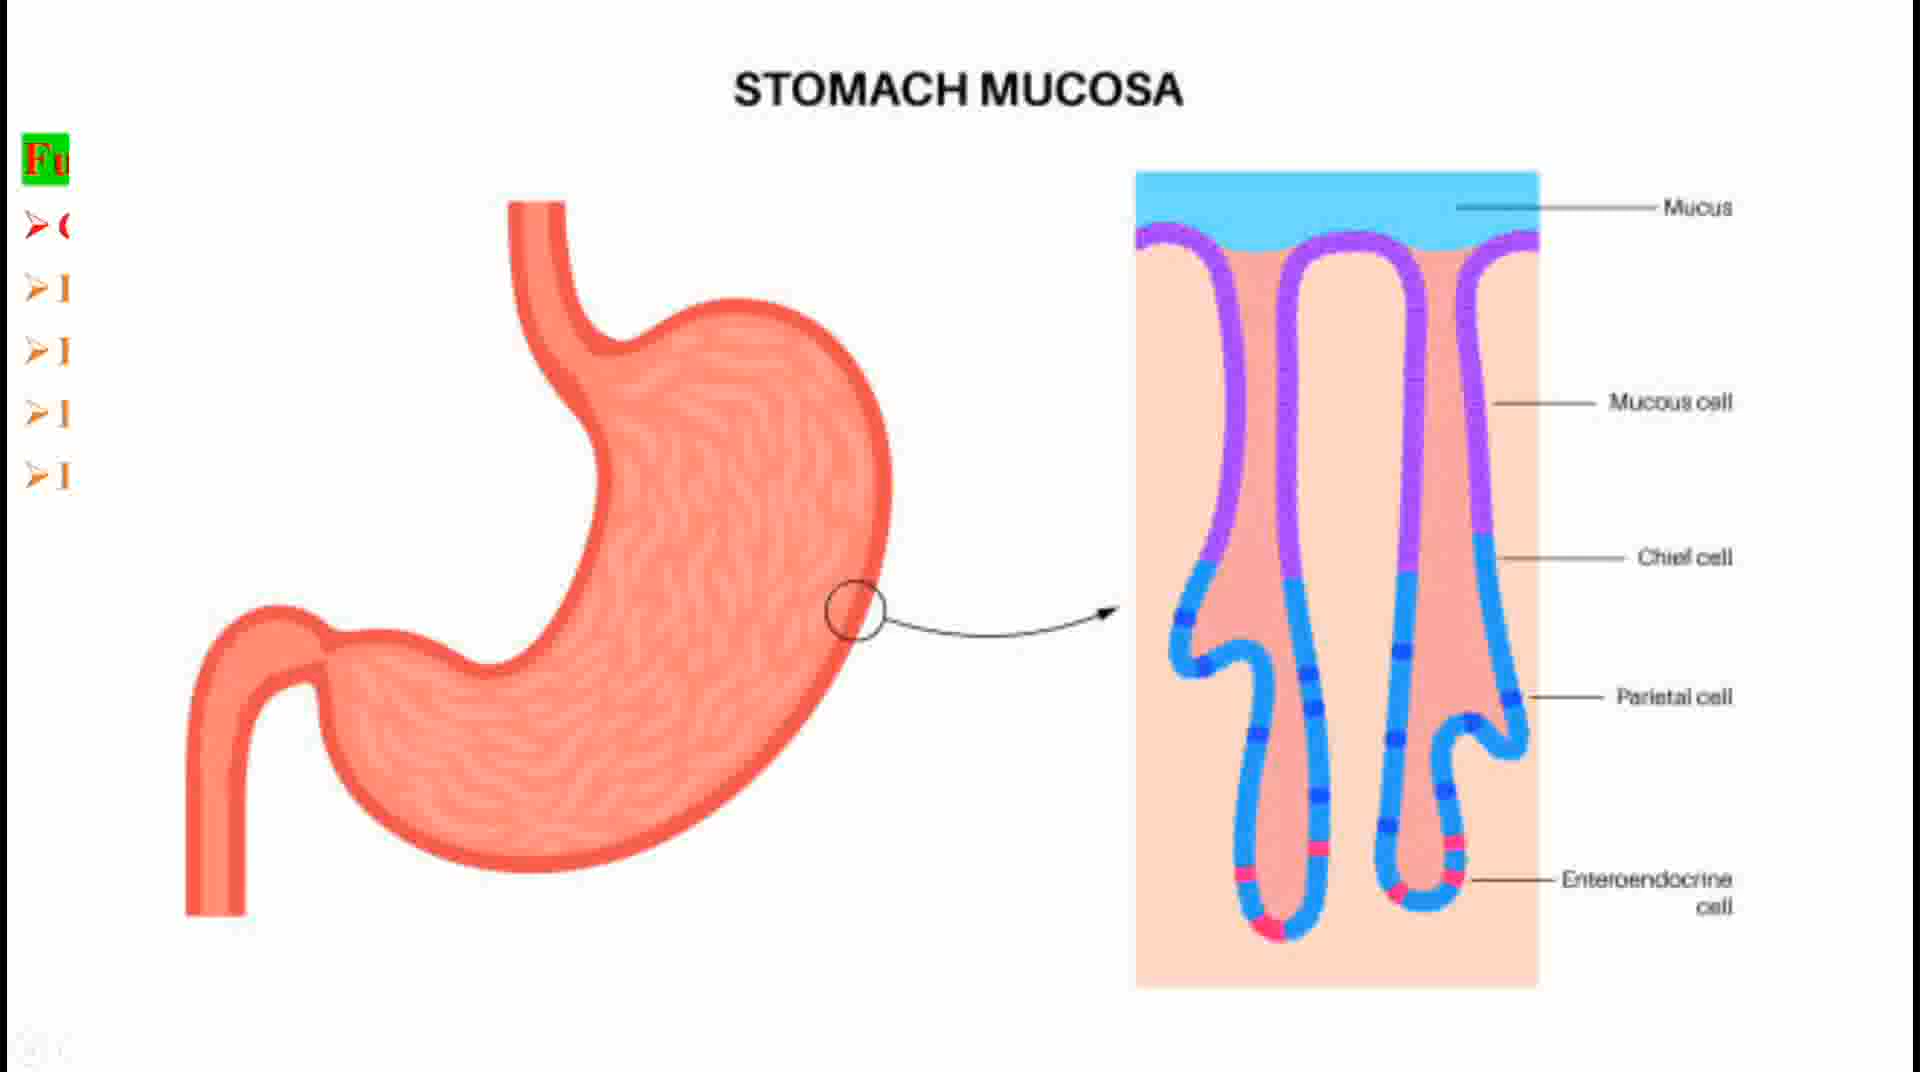 STOMACH MUCOSA
Fu
Mucus
Mucous cell
Chief cell
Parietal cell
Enteroendocrine
cell